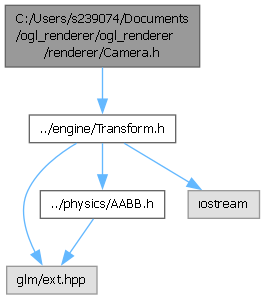 C:/Users/s239074/Documents
/ogl_renderer/ogl_renderer
/renderer/Camera.h
../engine/Transform.h
../physics/AABB.h
iostream
glm/ext.hpp